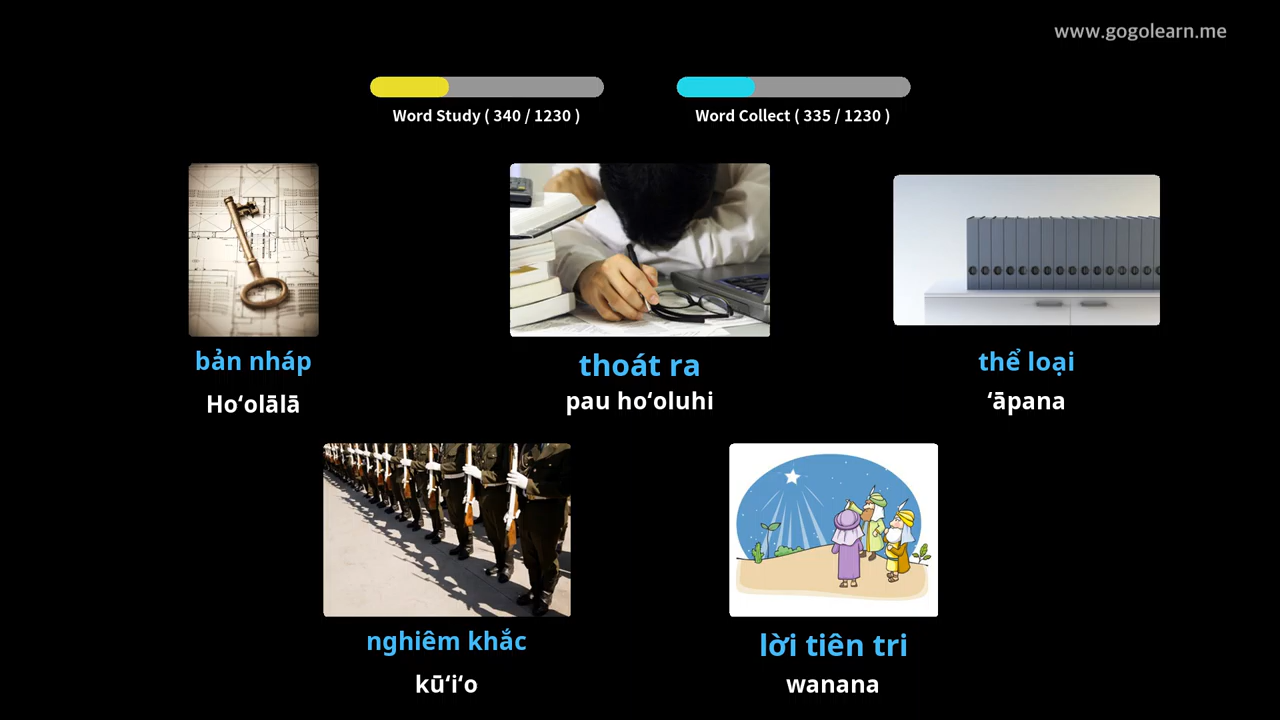 www.gogolearn.me
Word Study ( 340 / 1230 )
Word Collect ( 335 / 1230 )
bản nháp
Hoʻolālā
thoát ra
pau hoʻoluhi
thể loại
ʻāpana
nghiêm khắc
kūʻiʻo
lời tiên tri
wanana